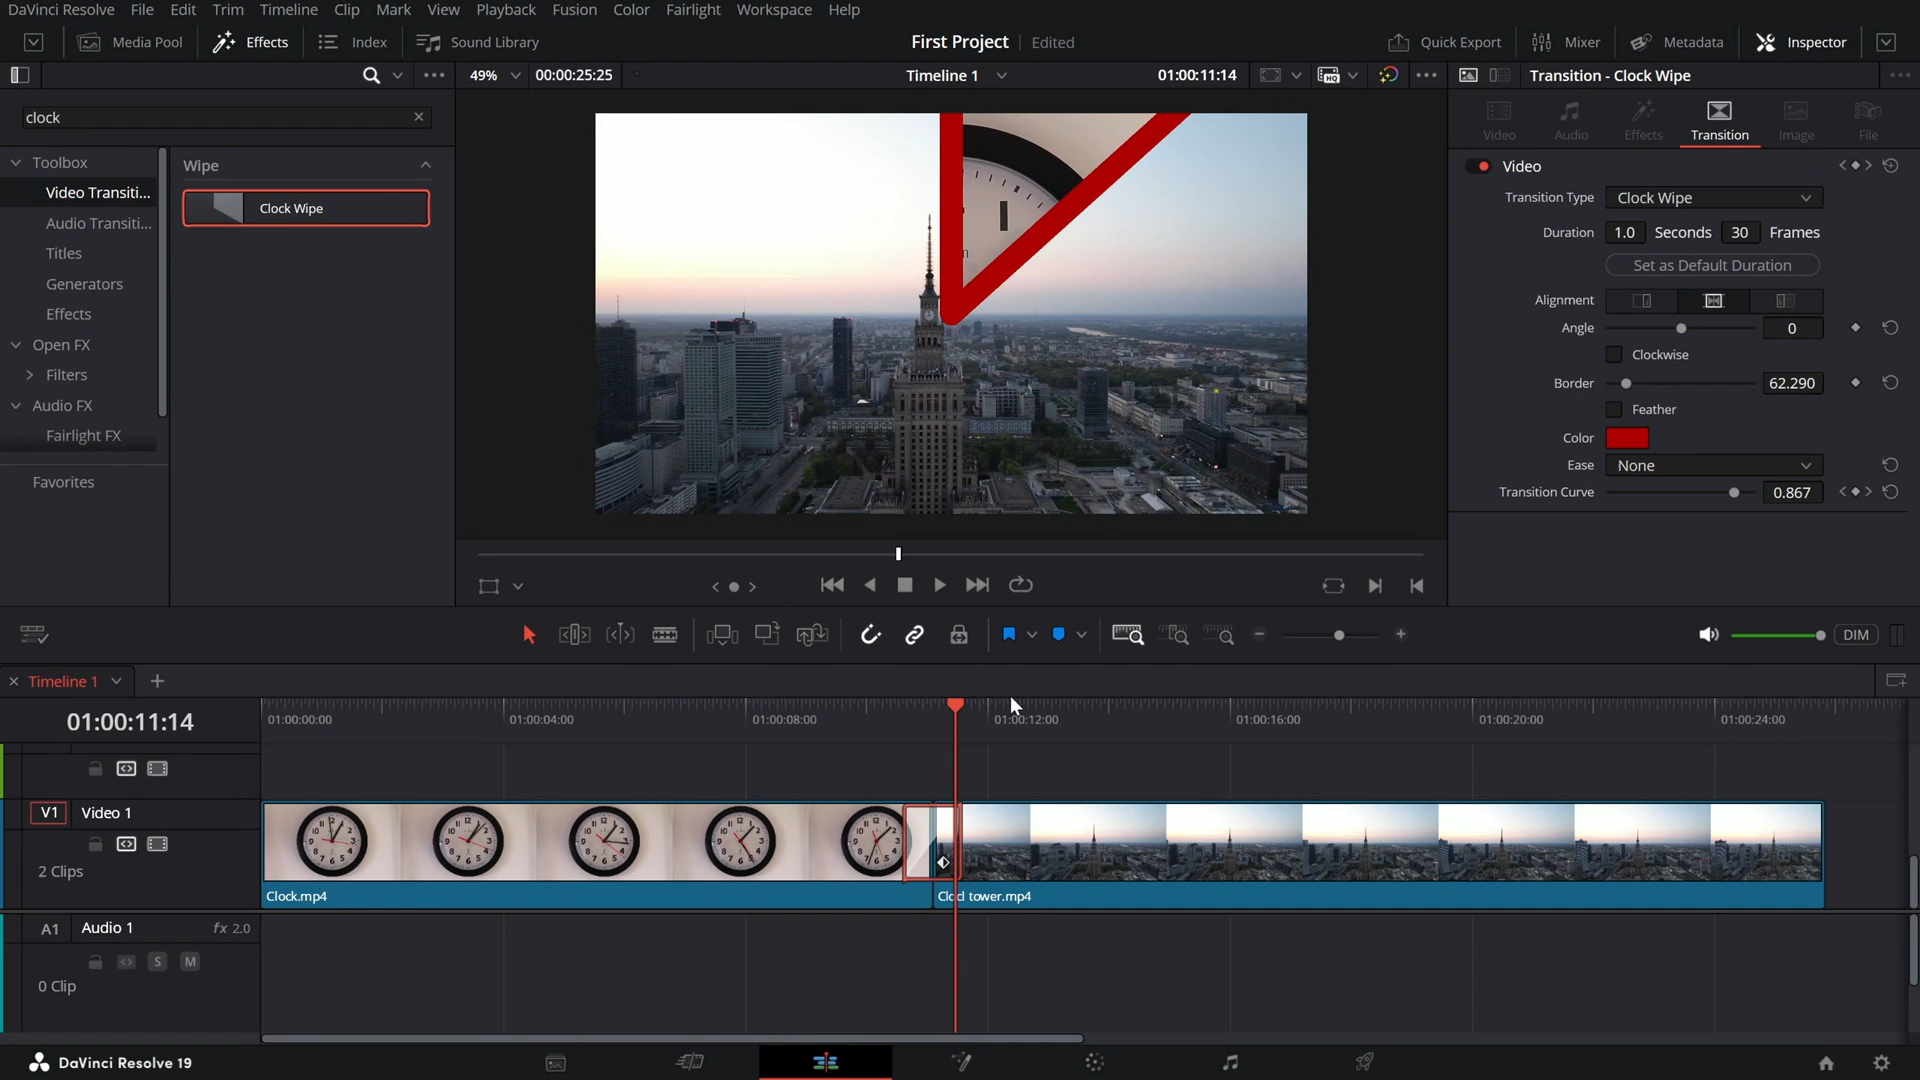 DaVinci Resolve File Edit Trim Timeline Clip Mark View Playback Fusion Color Fairlight Workspace Help
Media Pool Effects Index Sound Library First Project Edited Quick Export Mixer Metadata Inspector
49% 00:00:25:25 Timeline 1 01:00:11:14 HQ Transition - Clock Wipe
clock
Video Audio Effects Transition Image File
Toolbox
Video Transiti...
Audio Transiti...
Titles
Generators
Effects
Open FX
Filters
Audio FX
Fairlight FX
Favorites
Wipe
Clock Wipe
Video
Transition Type Clock Wipe
Duration 1.0 Seconds 30 Frames
Set as Default Duration
Alignment
Angle 0
Clockwise
Border 62.290
Feather
Color
Ease None
Transition Curve 0.867
DIM
Timeline 1
01:00:11:14 01:00:00:00 01:00:04:00 01:00:08:00 01:00:12:00 01:00:16:00 01:00:20:00 01:00:24:00
V1 Video 1
2 Clips
Clock.mp4 tower.mp4
A1 Audio 1 fx 2.0
S M
0 Clip
DaVinci Resolve 19